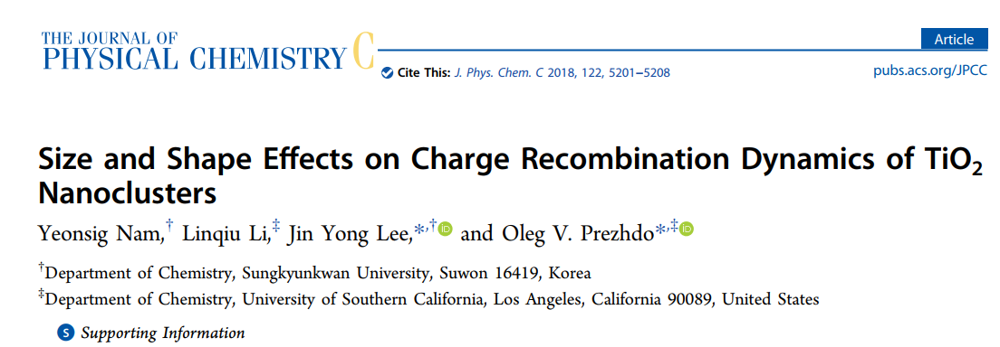 THE JOURNAL OF
PHYSICAL CHEMISTRY C
Article
Cite This: J. Phys. Chem. C 2018, 122, 5201−5208
pubs.acs.org/JPCC
Size and Shape Effects on Charge Recombination Dynamics of TiO₂
Nanoclusters
Yeonsig Nam,† Linqiu Li,‡ Jin Yong Lee,*,† iD and Oleg V. Prezhdo*,‡ iD
†Department of Chemistry, Sungkyunkwan University, Suwon 16419, Korea
‡Department of Chemistry, University of Southern California, Los Angeles, California 90089, United States
S Supporting Information